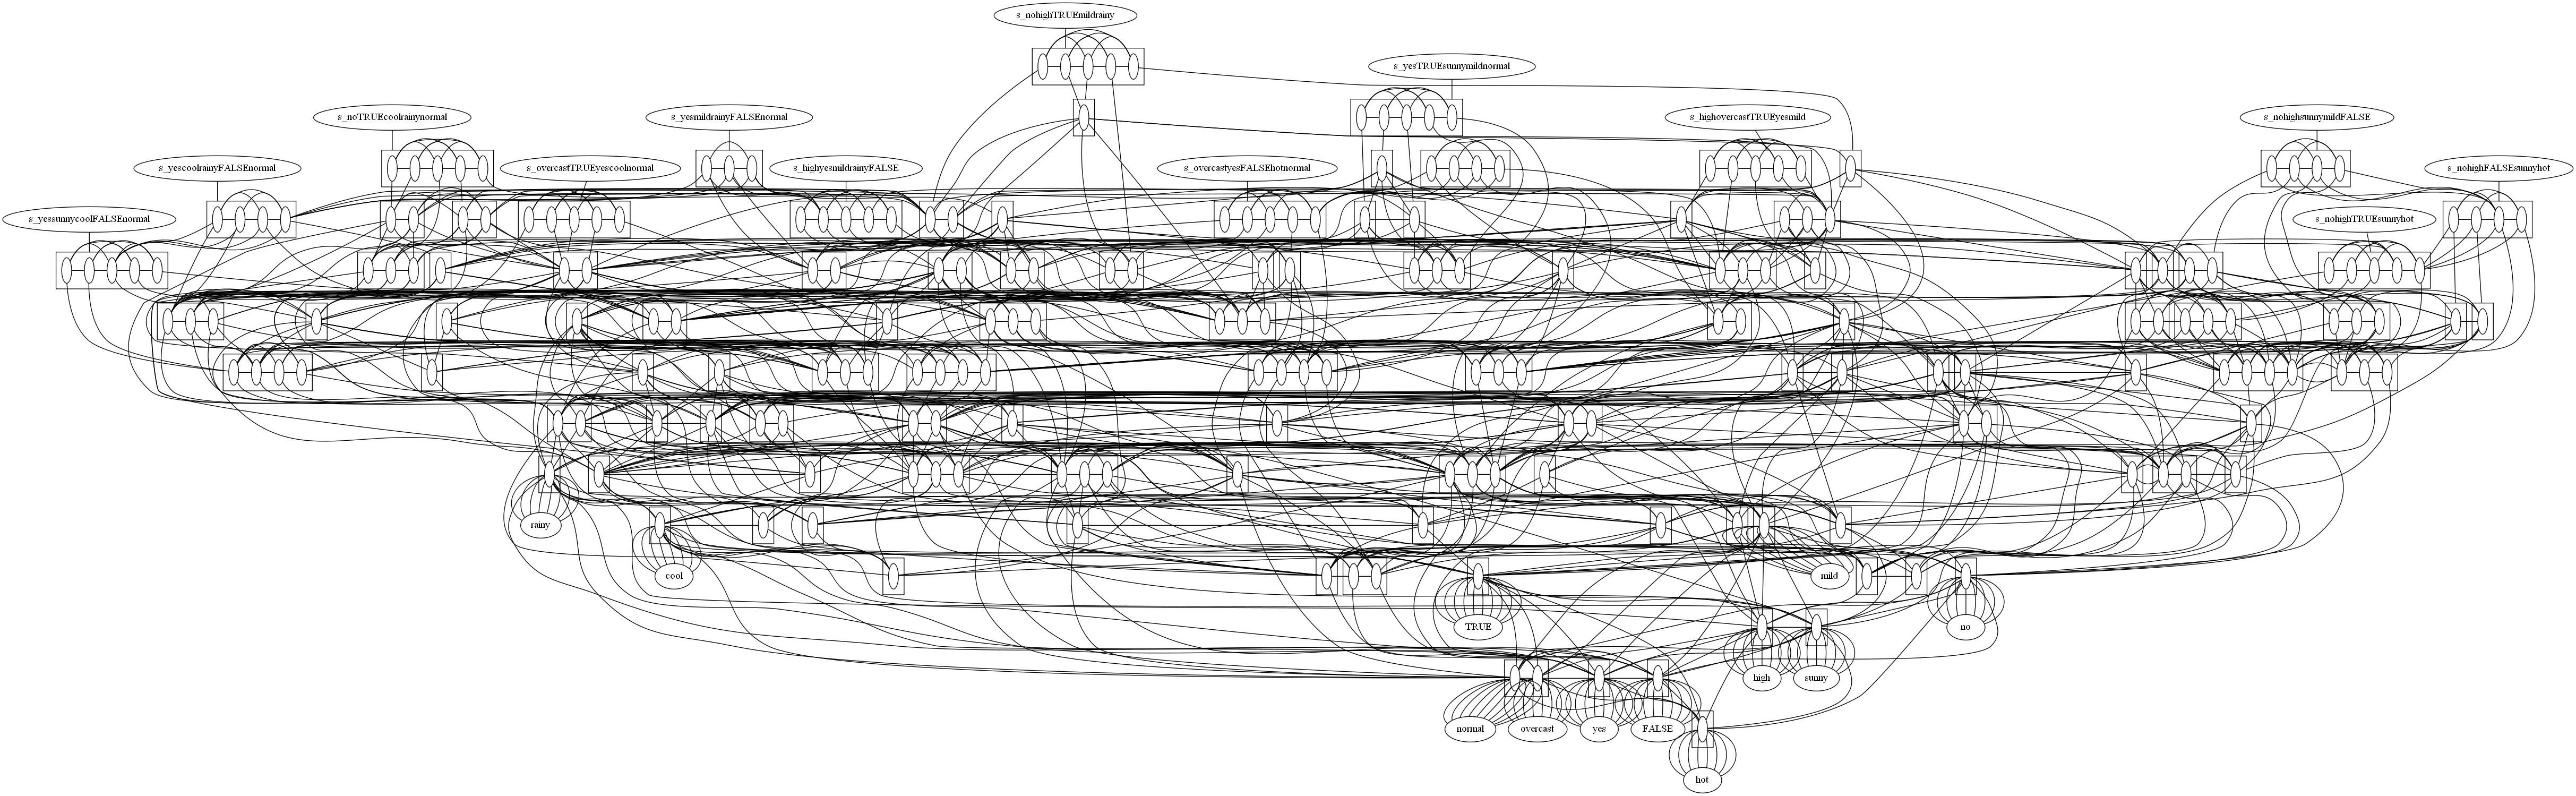 s_nohighTRUEmildrainy
s_yesTRUEsunnymildnormal
s_noTRUEcoolrainynormal
s_yesmildrainyFALSEnormal
s_highovercastTRUEyesmild
s_nohighsunnymildFALSE
s_yescoolrainyFALSEnormal
s_overcastTRUEyescoolnormal
s_highyesmildrainyFALSE
s_overcastyesFALSEhotnormal
s_nohighFALSEsunnyhot
s_yessunnycoolFALSEnormal
s_nohighTRUEsunnyhot
rainy
cool
mild
TRUE
no
high
sunny
normal
overcast
yes
FALSE
hot